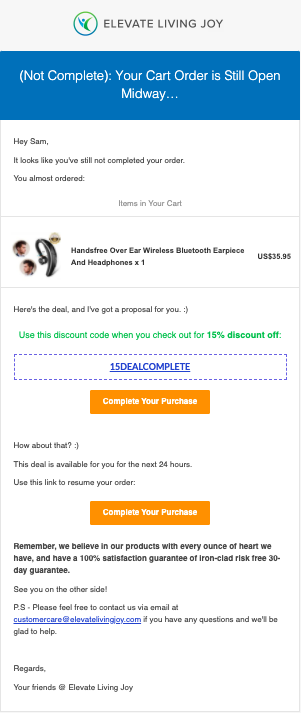 ELEVATE LIVING JOY
(Not Complete): Your Cart Order is Still Open
Midway…
Hey Sam,
It looks like you've still not completed your order.
You almost ordered:
Items in Your Cart
Handsfree Over Ear Wireless Bluetooth Earpiece
And Headphones x 1
US$35.95
Here's the deal, and I've got a proposal for you. :)
Use this discount code when you check out for 15% discount off:
15DEALCOMPLETE
Complete Your Purchase
How about that? :)
This deal is available for you for the next 24 hours.
Use this link to resume your order:
Complete Your Purchase
Remember, we believe in our products with every ounce of heart we
have, and have a 100% satisfaction guarantee of iron-clad risk free 30-
day guarantee.
See you on the other side!
P.S - Please feel free to contact us via email at
customercare@elevatelivingjoy.com if you have any questions and we'll be
glad to help.
Regards,
Your friends @ Elevate Living Joy